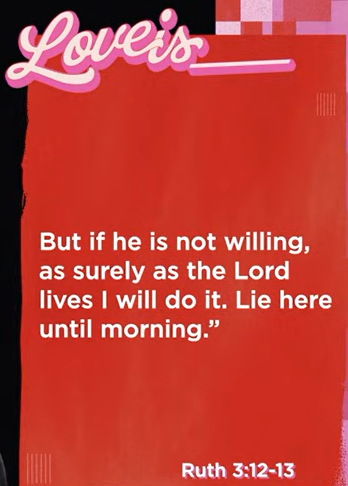 Love is___
But if he is not willing,
as surely as the Lord
lives I will do it. Lie here
until morning.”
Ruth 3:12-13